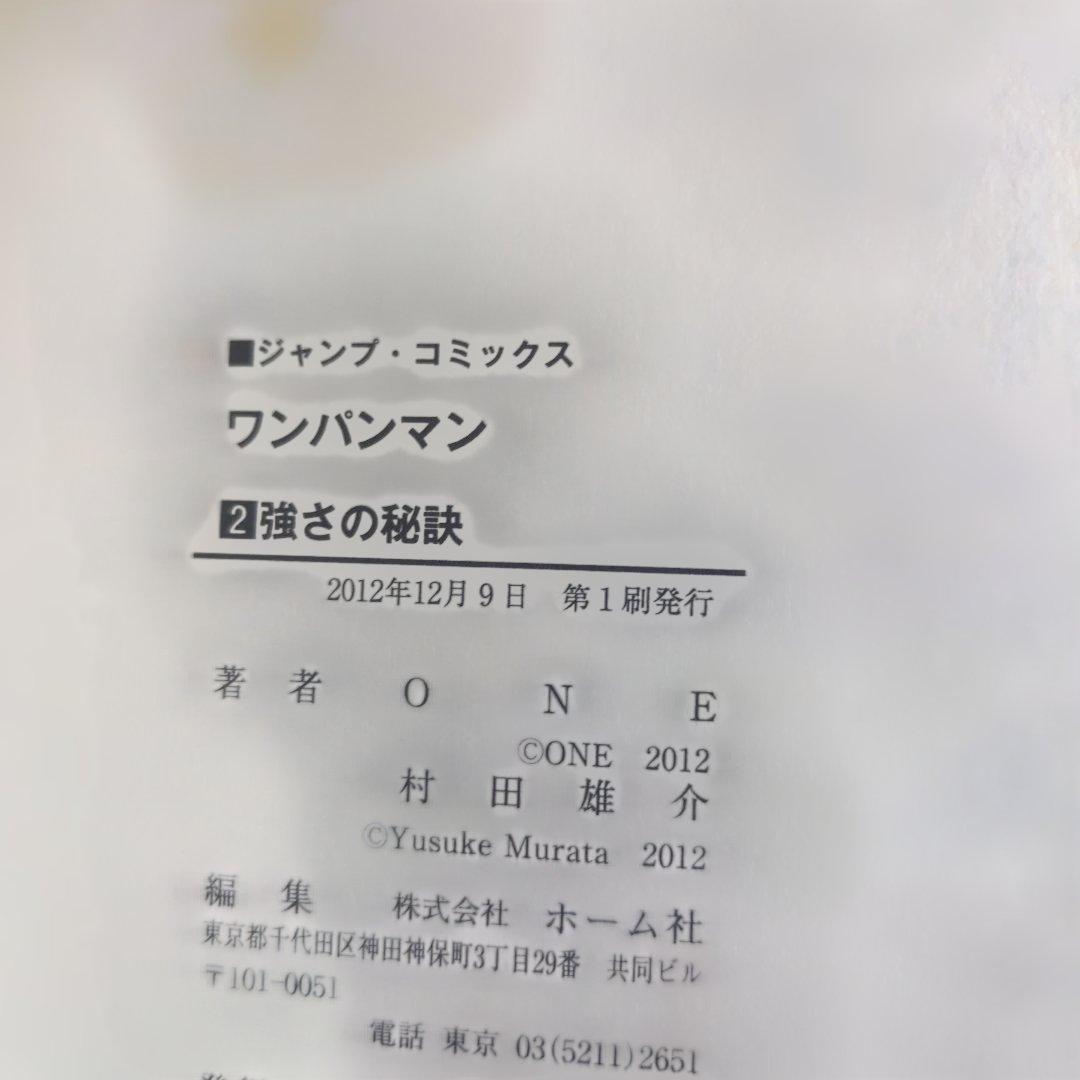 ■ジャンプ・コミックス
ワンパンマン
2強さの秘訣
2012年12月9日 第1刷発行
著者 ONE
©ONE 2012
村田雄介
©Yusuke Murata 2012
編集 株式会社 ホーム社
東京都千代田区神田神保町3丁目29番 共同ビル
〒101-0051
電話 東京 03(5211)2651